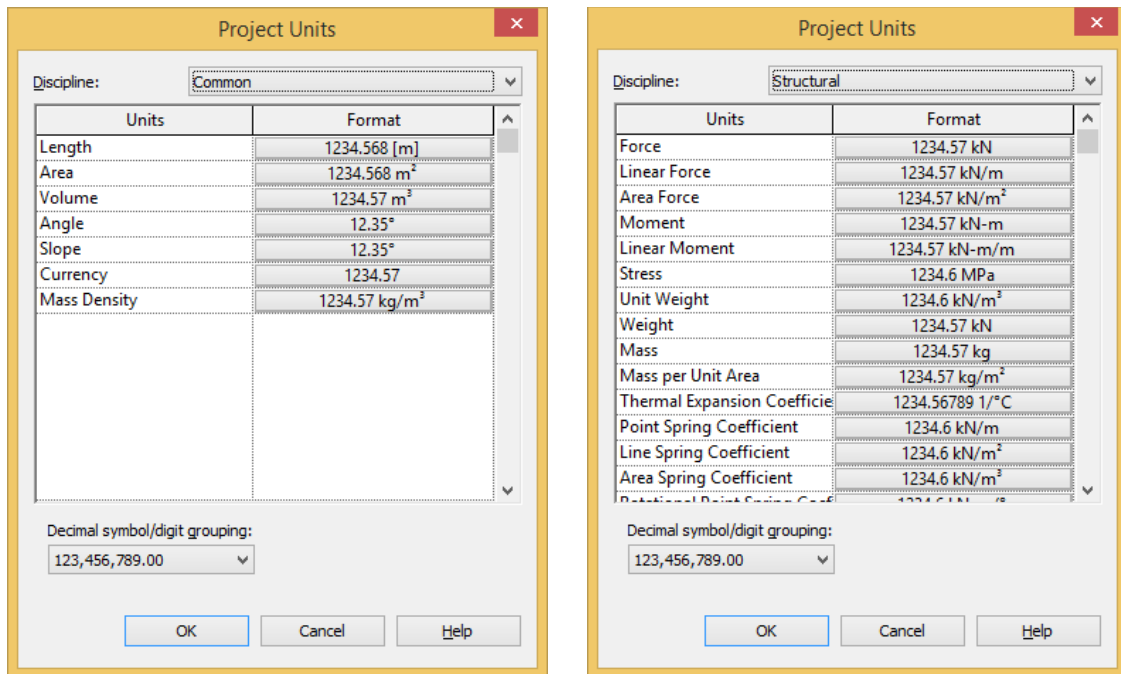 Project Units
Discipline: Common
Units Format
Length 1234.568 [m]
Area 1234.568 m²
Volume 1234.57 m³
Angle 12.35°
Slope 12.35°
Currency 1234.57
Mass Density 1234.57 kg/m³
Decimal symbol/digit grouping:
123,456,789.00
OK Cancel Help
Project Units
Discipline: Structural
Units Format
Force 1234.57 kN
Linear Force 1234.57 kN/m
Area Force 1234.57 kN/m²
Moment 1234.57 kN-m
Linear Moment 1234.57 kN-m/m
Stress 1234.6 MPa
Unit Weight 1234.6 kN/m³
Weight 1234.57 kN
Mass 1234.57 kg
Mass per Unit Area 1234.57 kg/m²
Thermal Expansion Coefficie 1234.56789 1/°C
Point Spring Coefficient 1234.6 kN/m
Line Spring Coefficient 1234.6 kN/m²
Area Spring Coefficient 1234.6 kN/m³
Rotational Point Spring Coef
Decimal symbol/digit grouping:
123,456,789.00
OK Cancel Help